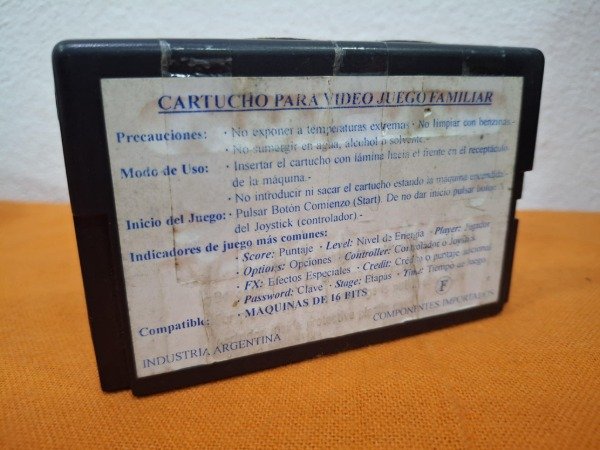 CARTUCHO PARA VIDEO JUEGO FAMILIAR
Precauciones: · No exponer a temperaturas extremas · No limpiar con bencinas.-
· No sumergir en agua, alcohol o solvente.-
Modo de Uso: · Insertar el cartucho con lámina hacia el frente en el receptáculo
de la máquina.-
· No introducir ni sacar el cartucho estando la máquina encendida.-
Inicio del Juego: · Pulsar Botón Comienzo (Start). De no dar inicio pulsar botón
del Joystick (controlador).-
Indicadores de juego más comunes:
· Score: Puntaje · Level: Nivel de Energía · Player: Jugador
· Options: Opciones · Controller: Controlados o Joystick
· FX: Efectos Especiales · Credit: Crédito o puntaje adicional
· Password: Clave · Stage: Etapas · Time: Tiempo de Juego
Compatible: · MAQUINAS DE 16 BITS
F
INDUSTRIA ARGENTINA COMPONENTES IMPORTADOS